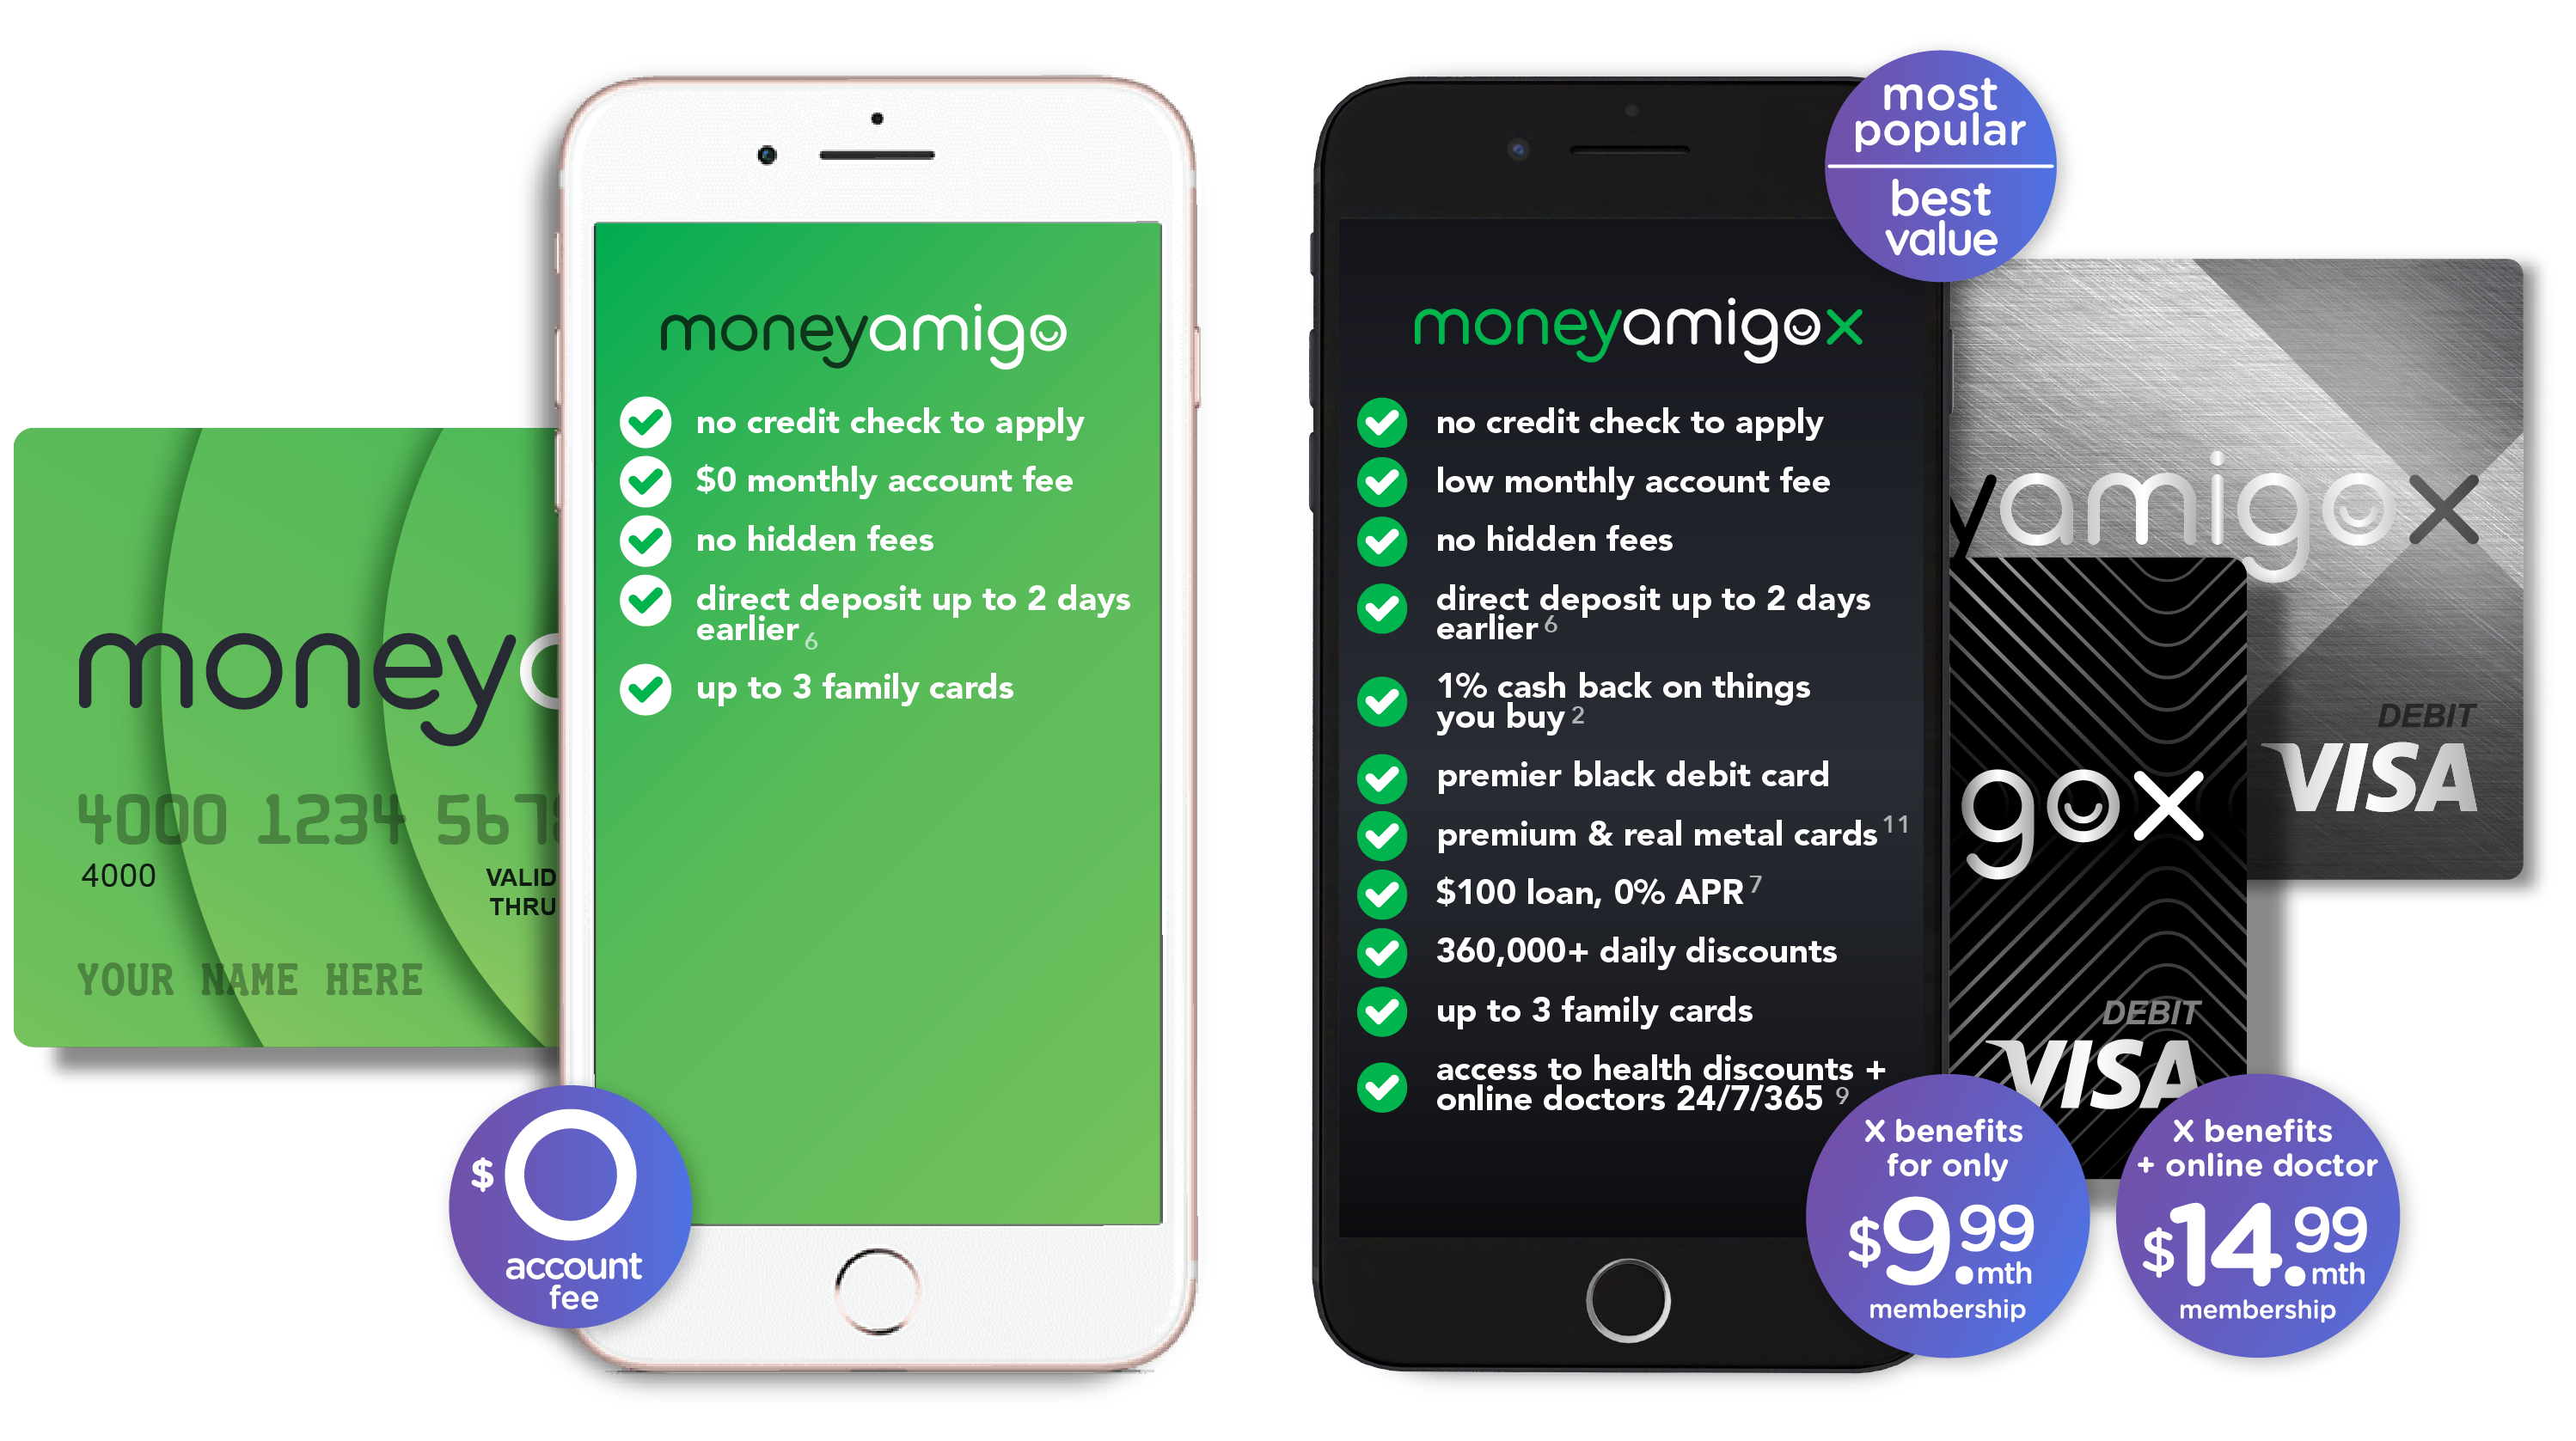 moneya
4000 1234 567
4000
VALID
THRU
YOUR NAME HERE
moneyamigo
no credit check to apply
$0 monthly account fee
no hidden fees
direct deposit up to 2 days
earlier 6
up to 3 family cards
$0
account
fee
most
popular
best
value
moneyamigox
no credit check to apply
low monthly account fee
no hidden fees
direct deposit up to 2 days
earlier 6
1% cash back on things
you buy 2
premier black debit card
premium & real metal cards 11
$100 loan, 0% APR 7
360,000+ daily discounts
up to 3 family cards
access to health discounts +
online doctors 24/7/365 9
yamigox
DEBIT
VISA
gox
DEBIT
VISA
X benefits
for only
$9.99
mth
membership
X benefits
+ online doctor
$14.99
mth
membership